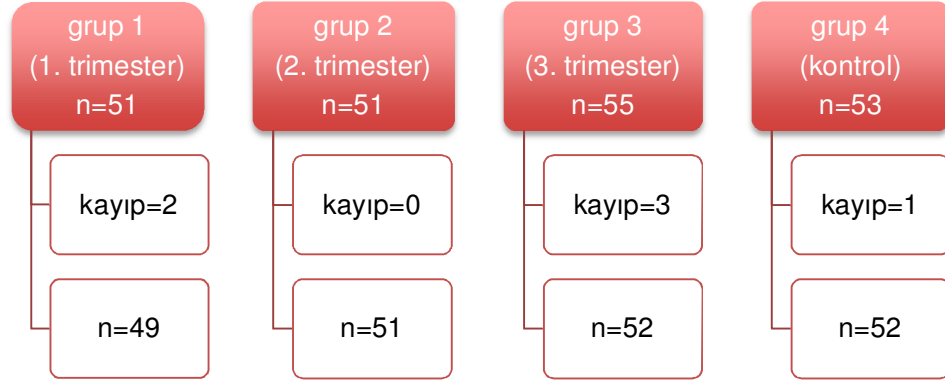 grup 1
(1. trimester)
n=51
kayıp=2
n=49
grup 2
(2. trimester)
n=51
kayıp=0
n=51
grup 3
(3. trimester)
n=55
kayıp=3
n=52
grup 4
(kontrol)
n=53
kayıp=1
n=52